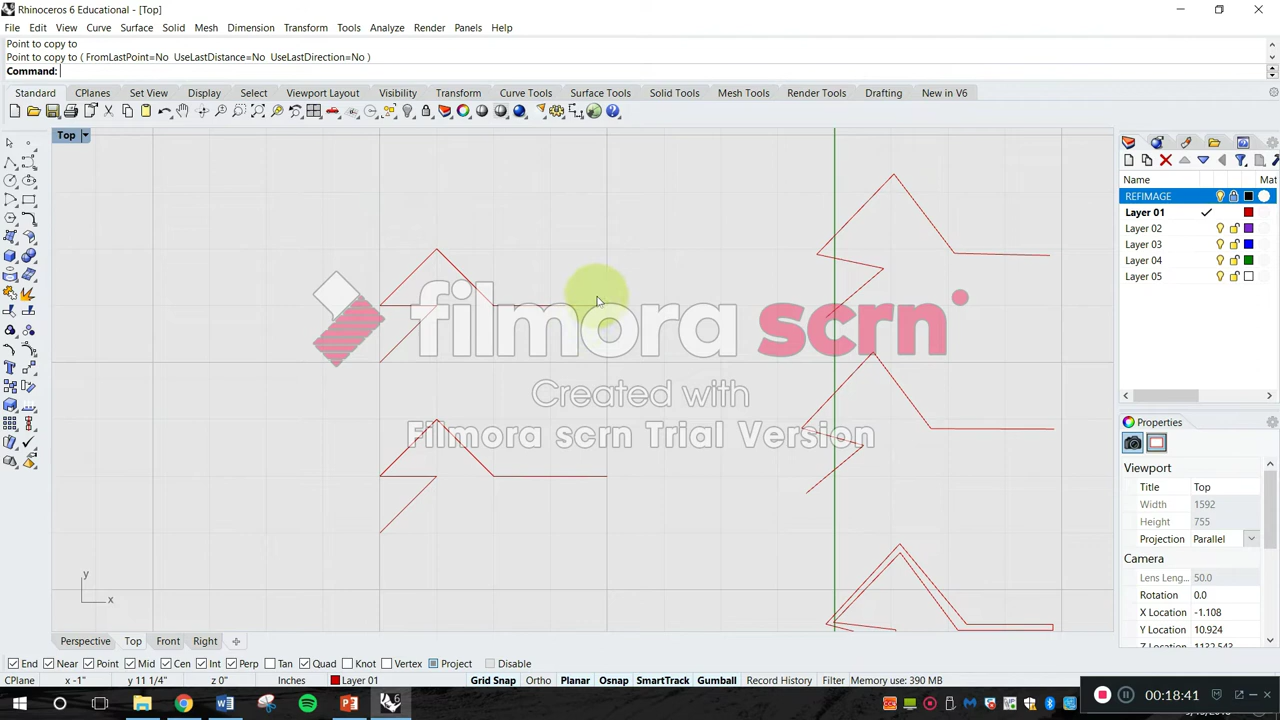 Rhinoceros 6 Educational - [Top]
File Edit View Curve Surface Solid Mesh Dimension Transform Tools Analyze Render Panels Help
Point to copy to
Point to copy to ( FromLastPoint=No UseLastDistance=No UseLastDirection=No )
Command:
Standard CPlanes Set View Display Select Viewport Layout Visibility Transform Curve Tools Surface Tools Solid Tools Mesh Tools Render Tools Drafting New in V6
Top
Name Mat
REFIMAGE
Layer 01
Layer 02
Layer 03
Layer 04
Layer 05
filmora scrn
Created with
Filmora scrn Trial Version
Properties
Viewport
Title Top
Width 1592
Height 755
Projection Parallel
Camera
Lens Leng... 50.0
Rotation 0.0
X Location -1.108
Y Location 10.924
Z Location 1132.543
y
x
Perspective Top Front Right
End Near Point Mid Cen Int Perp Tan Quad Knot Vertex Project Disable
CPlane x -1" y 11 1/4" z 0" Inches Layer 01 Grid Snap Ortho Planar Osnap SmartTrack Gumball Record History Filter Memory use: 390 MB
00:18:41